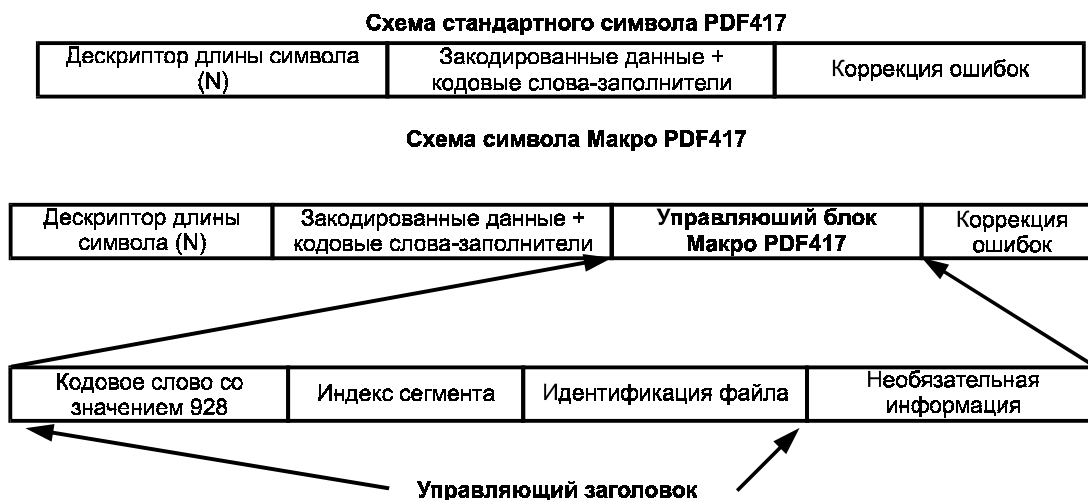 Схема стандартного символа PDF417
Дескриптор длины символа
(N)
Закодированные данные +
кодовые слова-заполнители
Коррекция ошибок
Схема символа Макро PDF417
Дескриптор длины
символа (N)
Закодированные данные +
кодовые слова-заполнители
Управляюший блок
Макро PDF417
Коррекция
ошибок
Кодовое слово со
значением 928
Индекс сегмента
Идентификация файла
Необязательная
информация
Управляющий заголовок